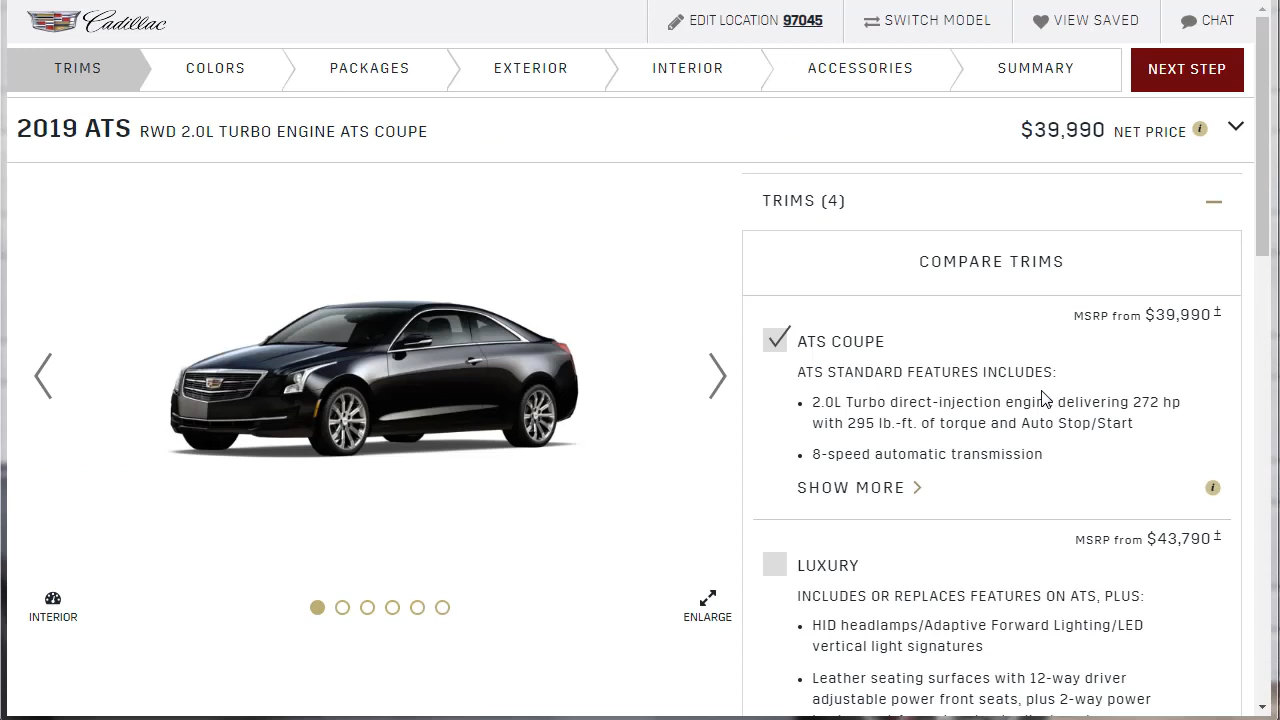 Cadillac
EDIT LOCATION 97045
SWITCH MODEL
VIEW SAVED
CHAT
TRIMS
COLORS
PACKAGES
EXTERIOR
INTERIOR
ACCESSORIES
SUMMARY
NEXT STEP
2019 ATS RWD 2.0L TURBO ENGINE ATS COUPE
$39,990 NET PRICE i
TRIMS (4)
COMPARE TRIMS
MSRP from $39,990±
ATS COUPE
ATS STANDARD FEATURES INCLUDES:
• 2.0L Turbo direct-injection engine delivering 272 hp
with 295 lb.-ft. of torque and Auto Stop/Start
• 8-speed automatic transmission
SHOW MORE >
i
MSRP from $43,790±
LUXURY
INCLUDES OR REPLACES FEATURES ON ATS, PLUS:
• HID headlamps/Adaptive Forward Lighting/LED
vertical light signatures
• Leather seating surfaces with 12-way driver
adjustable power front seats, plus 2-way power
INTERIOR
ENLARGE